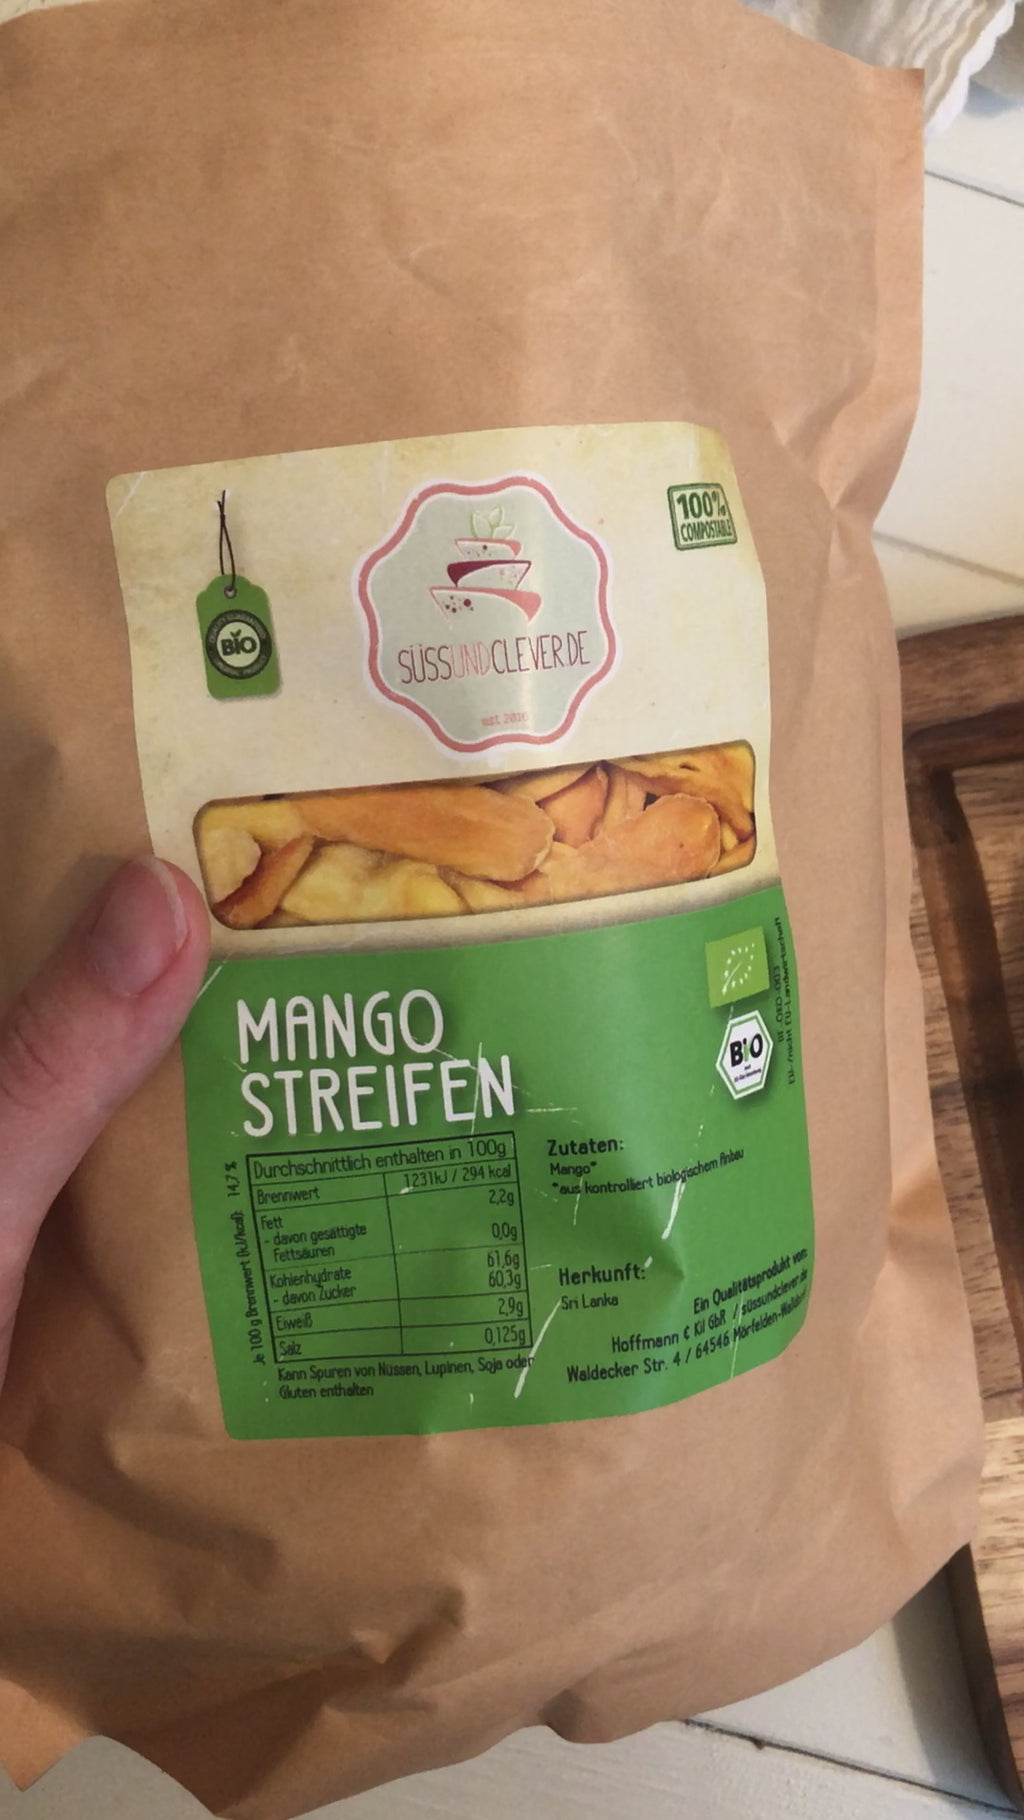 100%
COMPOSTABLE
BIO
SÜSSUNDCLEVER.DE
est. 2016
MANGO
STREIFEN
Je 100 g Brennwert (kJ/kcal): 14,7 %
Durchschnittlich enthalten in 100g
Brennwert 1231kJ / 294 kcal
Fett 2,2g
- davon gesättigte
Fettsäuren 0,0g
Kohlenhydrate 61,6g
- davon Zucker 60,3g
Eiweiß 2,9g
Salz 0,125g
Kann Spuren von Nüssen, Lupinen, Soja oder
Gluten enthalten
DE-ÖKO-003
EU-/nicht EU-Landwirtschaft
BiO
Zutaten:
Mango*
*aus kontrolliert biologischem Anbau
Herkunft:
Sri Lanka
Ein Qualitätsprodukt von:
Hoffmann & Kil GbR / süssundclever.de
Waldecker Str. 4 / 64546 Mörfelden-Walldorf